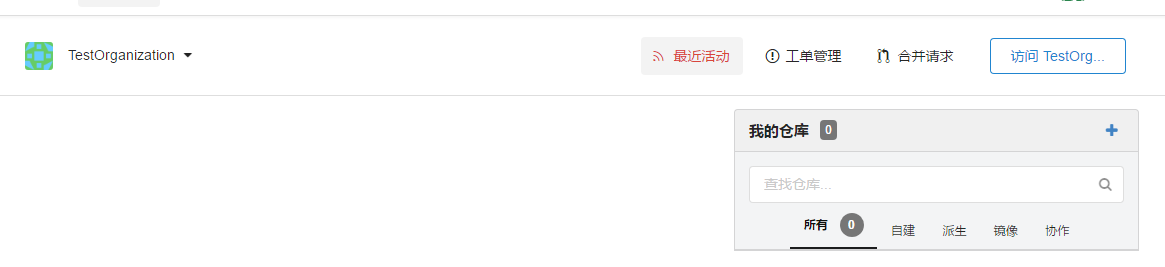 TestOrganization 最近活动 工单管理 合并请求 访问 TestOrg...
我的仓库 0
查找仓库...
所有 0 自建 派生 镜像 协作